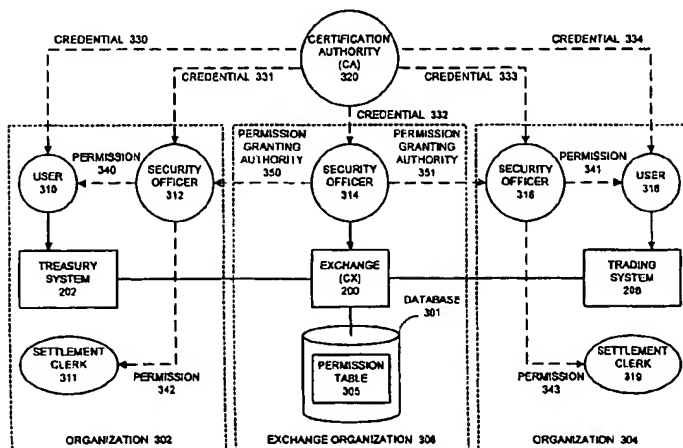 CREDENTIAL 330
CREDENTIAL 331
CERTIFICATION
AUTHORITY
(CA)
320
CREDENTIAL 334
CREDENTIAL 333
CREDENTIAL 332
USER
310
PERMISSION
340
SECURITY
OFFICER
312
PERMISSION
GRANTING
AUTHORITY
350
SECURITY
OFFICER
314
PERMISSION
GRANTING
AUTHORITY
351
SECURITY
OFFICER
316
PERMISSION
341
USER
318
TREASURY
SYSTEM
202
EXCHANGE
(CX)
200
TRADING
SYSTEM
208
DATABASE
301
SETTLEMENT
CLERK
311
PERMISSION
342
PERMISSION
TABLE
305
PERMISSION
343
SETTLEMENT
CLERK
319
ORGANIZATION 302
EXCHANGE ORGANIZATION 306
ORGANIZATION 304